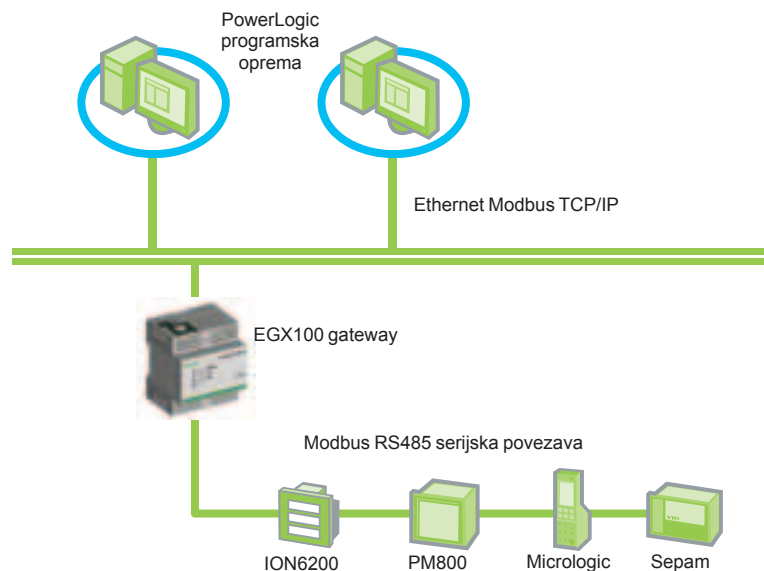 PowerLogic
programska
oprema
Ethernet Modbus TCP/IP
EGX100 gateway
Modbus RS485 serijska povezava
ION6200
PM800
Micrologic
Sepam